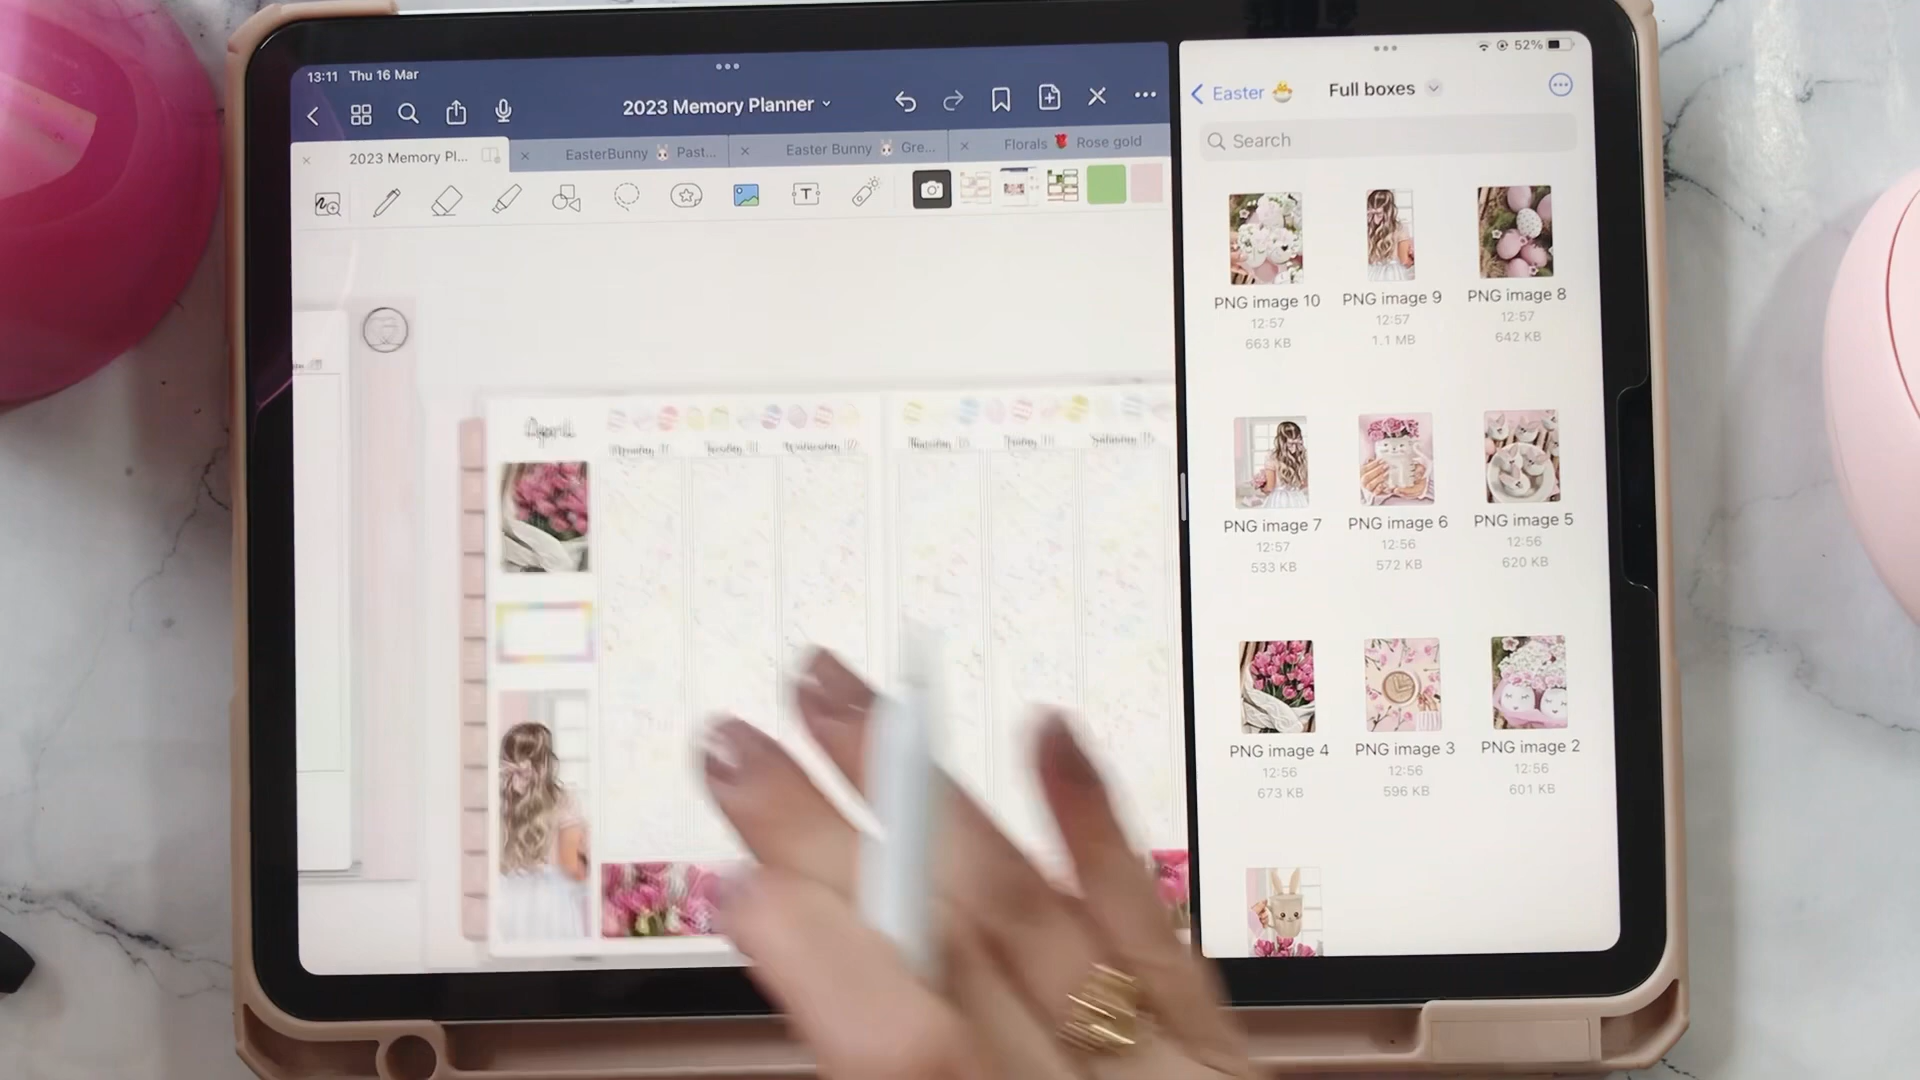 13:11 Thu 16 Mar
2023 Memory Planner
2023 Memory Pl...
EasterBunny 🐰 Past...
Easter Bunny 🐰 Gre...
Florals 🌹 Rose gold
T
April
52%
Easter 🐣
Full boxes
Search
PNG image 10
12:57
663 KB
PNG image 9
12:57
1.1 MB
PNG image 8
12:57
642 KB
PNG image 7
12:57
533 KB
PNG image 6
12:56
572 KB
PNG image 5
12:56
620 KB
PNG image 4
12:56
673 KB
PNG image 3
12:56
596 KB
PNG image 2
12:56
601 KB